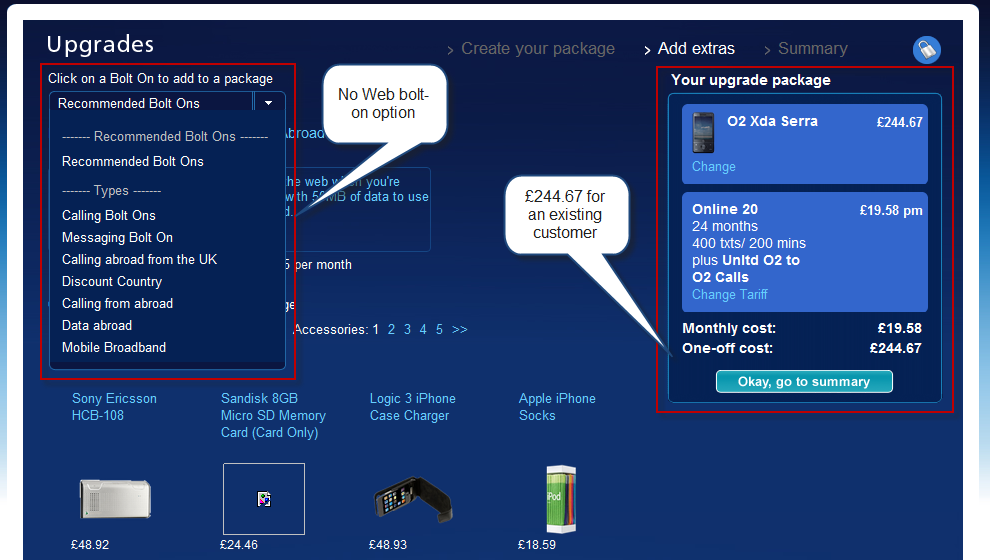 Upgrades
› Create your package › Add extras › Summary
Click on a Bolt On to add to a package
Recommended Bolt Ons
------- Recommended Bolt Ons -------
Recommended Bolt Ons
------- Types -------
Calling Bolt Ons
Messaging Bolt On
Calling abroad from the UK
Discount Country
Calling from abroad
Data abroad
Mobile Broadband
No Web bolt-
on option
Abroad
the web when you're
with 50MB of data to use
per month
Accessories: 1 2 3 4 5 >>
£244.67 for
an existing
customer
Your upgrade package
O2 Xda Serra £244.67
Change
Online 20 £19.58 pm
24 months
400 txts/ 200 mins
plus Unltd O2 to
O2 Calls
Change Tariff
Monthly cost: £19.58
One-off cost: £244.67
Okay, go to summary
Sony Ericsson
HCB-108
£48.92
Sandisk 8GB
Micro SD Memory
Card (Card Only)
£24.46
Logic 3 iPhone
Case Charger
£48.93
Apple iPhone
Socks
iPod
£18.59